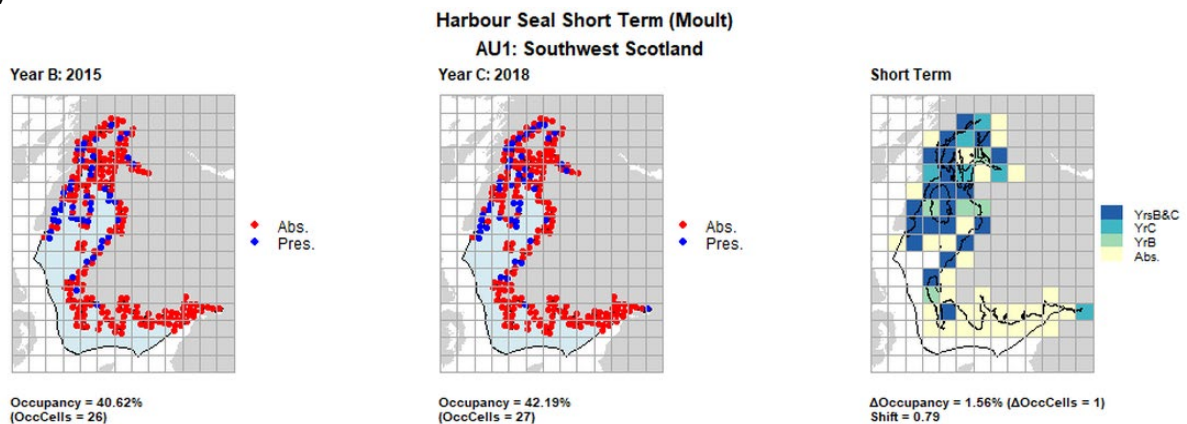 Harbour Seal Short Term (Moult)
AU1: Southwest Scotland
Year B: 2015
Abs.
Pres.
Occupancy = 40.62%
(OccCells = 26)
Year C: 2018
Abs.
Pres.
Occupancy = 42.19%
(OccCells = 27)
Short Term
YrsB&C
YrC
YrB
Abs.
ΔOccupancy = 1.56% (ΔOccCells = 1)
Shift = 0.79